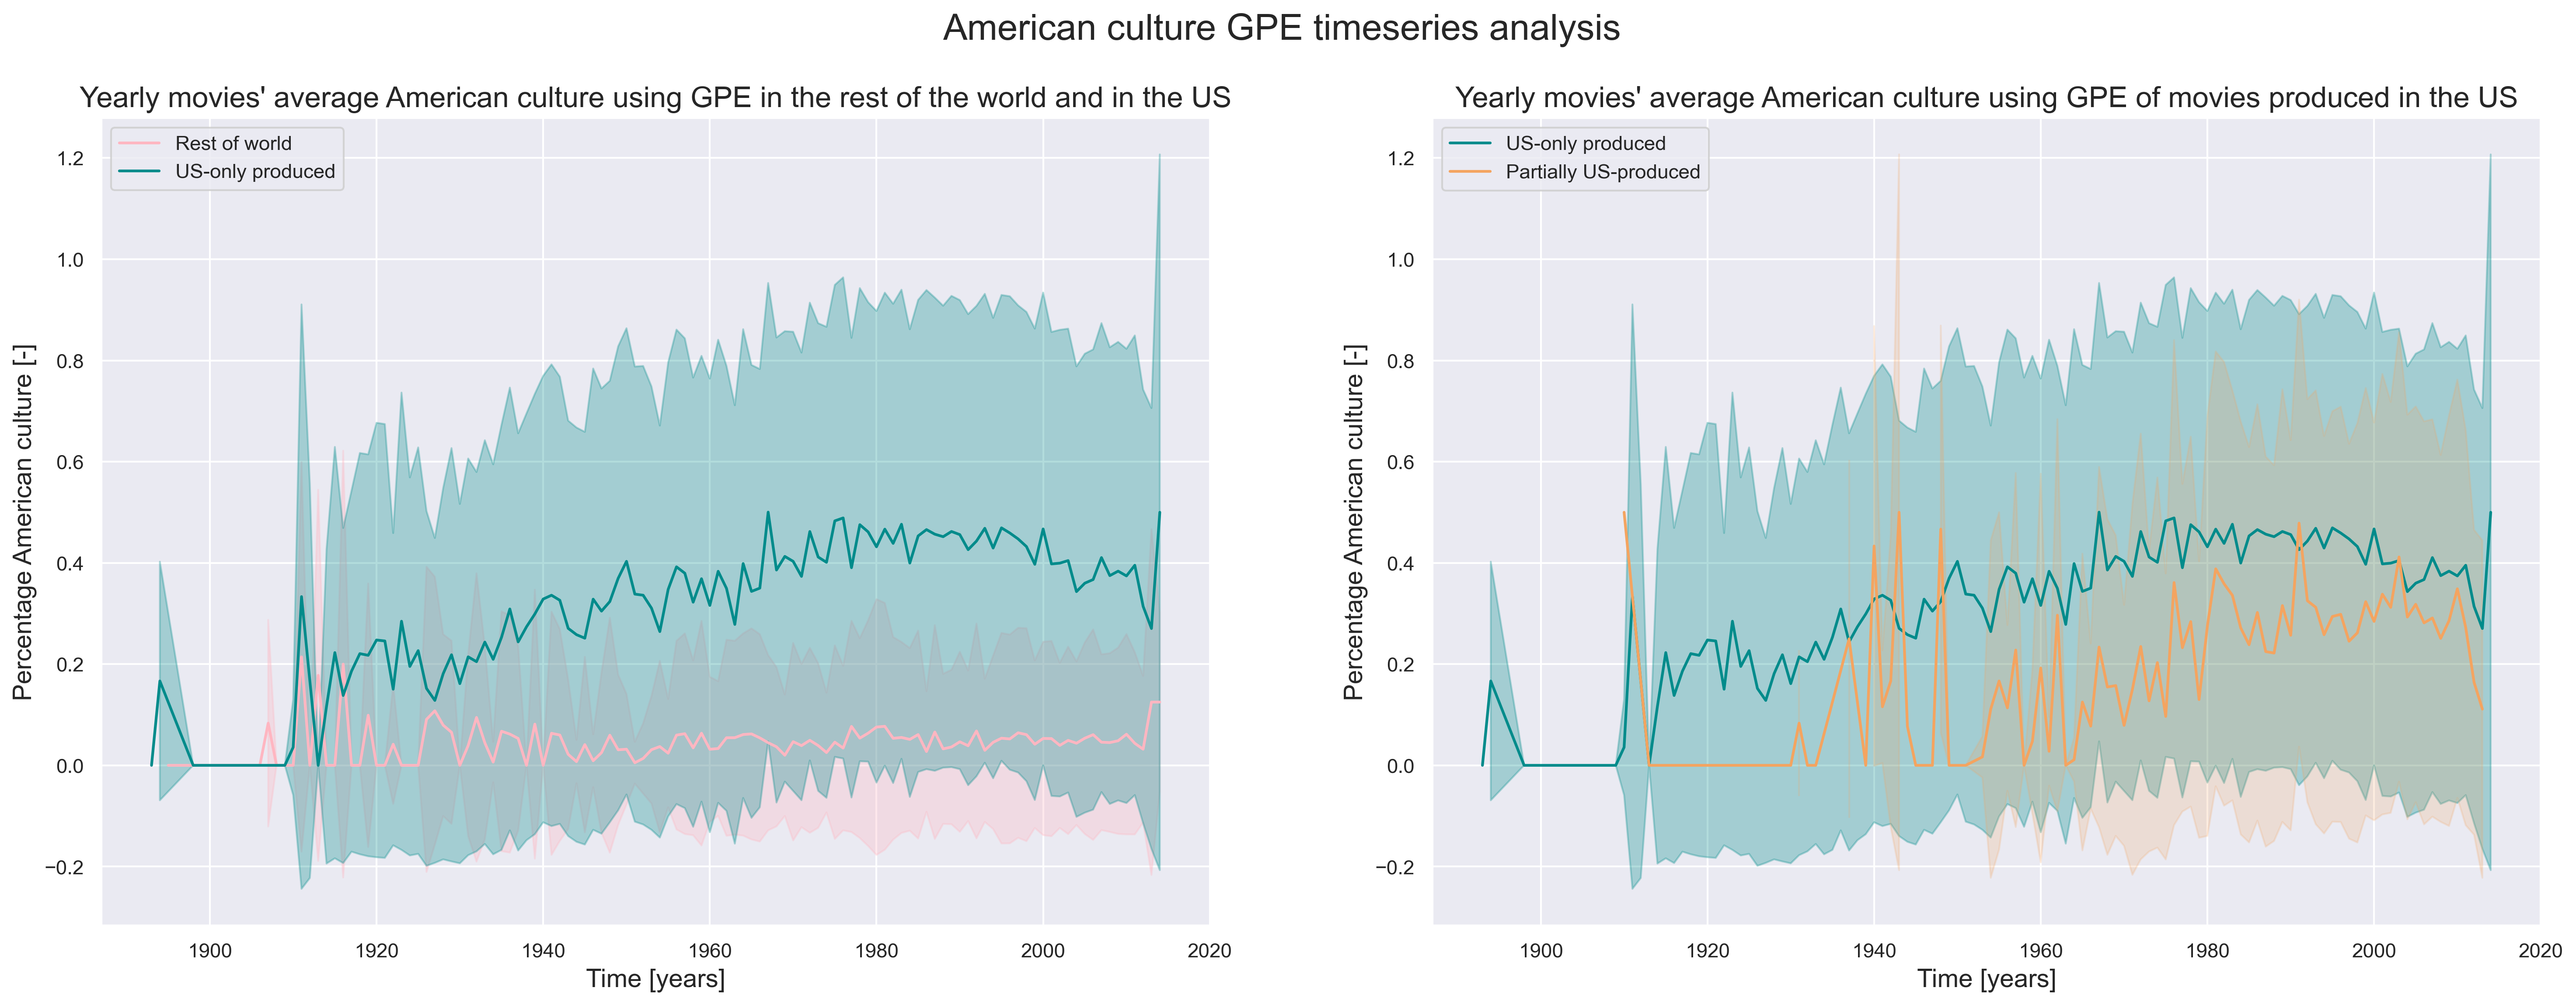 American culture GPE timeseries analysis
Yearly movies' average American culture using GPE in the rest of the world and in the US
Rest of world
US-only produced
1.2
1.0
0.8
0.6
0.4
0.2
0.0
−0.2
Percentage American culture [-]
1900 1920 1940 1960 1980 2000 2020
Time [years]
Yearly movies' average American culture using GPE of movies produced in the US
US-only produced
Partially US-produced
1.2
1.0
0.8
0.6
0.4
0.2
0.0
−0.2
Percentage American culture [-]
1900 1920 1940 1960 1980 2000 2020
Time [years]